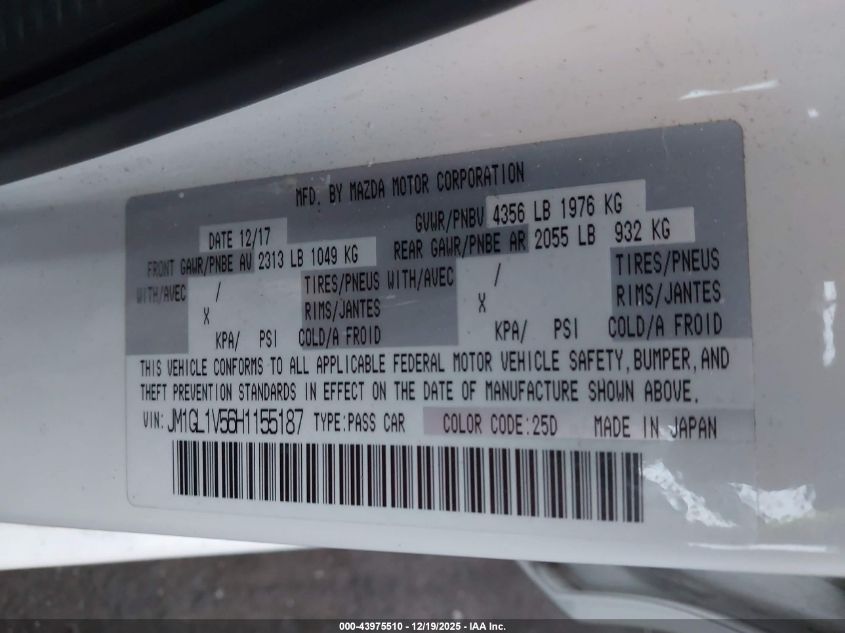 MFD. BY MAZDA MOTOR CORPORATION
DATE 12/17 GVWR/PNBV 4356 LB 1976 KG
FRONT GAWR/PNBE AV 2313 LB 1049 KG REAR GAWR/PNBE AR 2055 LB 932 KG
WITH/AVEC / TIRES/PNEUS WITH/AVEC / TIRES/PNEUS
X RIMS/JANTES X RIMS/JANTES
KPA/ PSI COLD/A FROID KPA/ PSI COLD/A FROID
THIS VEHICLE CONFORMS TO ALL APPLICABLE FEDERAL MOTOR VEHICLE SAFETY, BUMPER, AND
THEFT PREVENTION STANDARDS IN EFFECT ON THE DATE OF MANUFACTURE SHOWN ABOVE.
VIN: JM1GL1V56H1155187 TYPE:PASS CAR COLOR CODE:25D MADE IN JAPAN
000-43975510 - 12/19/2025 - IAA Inc.